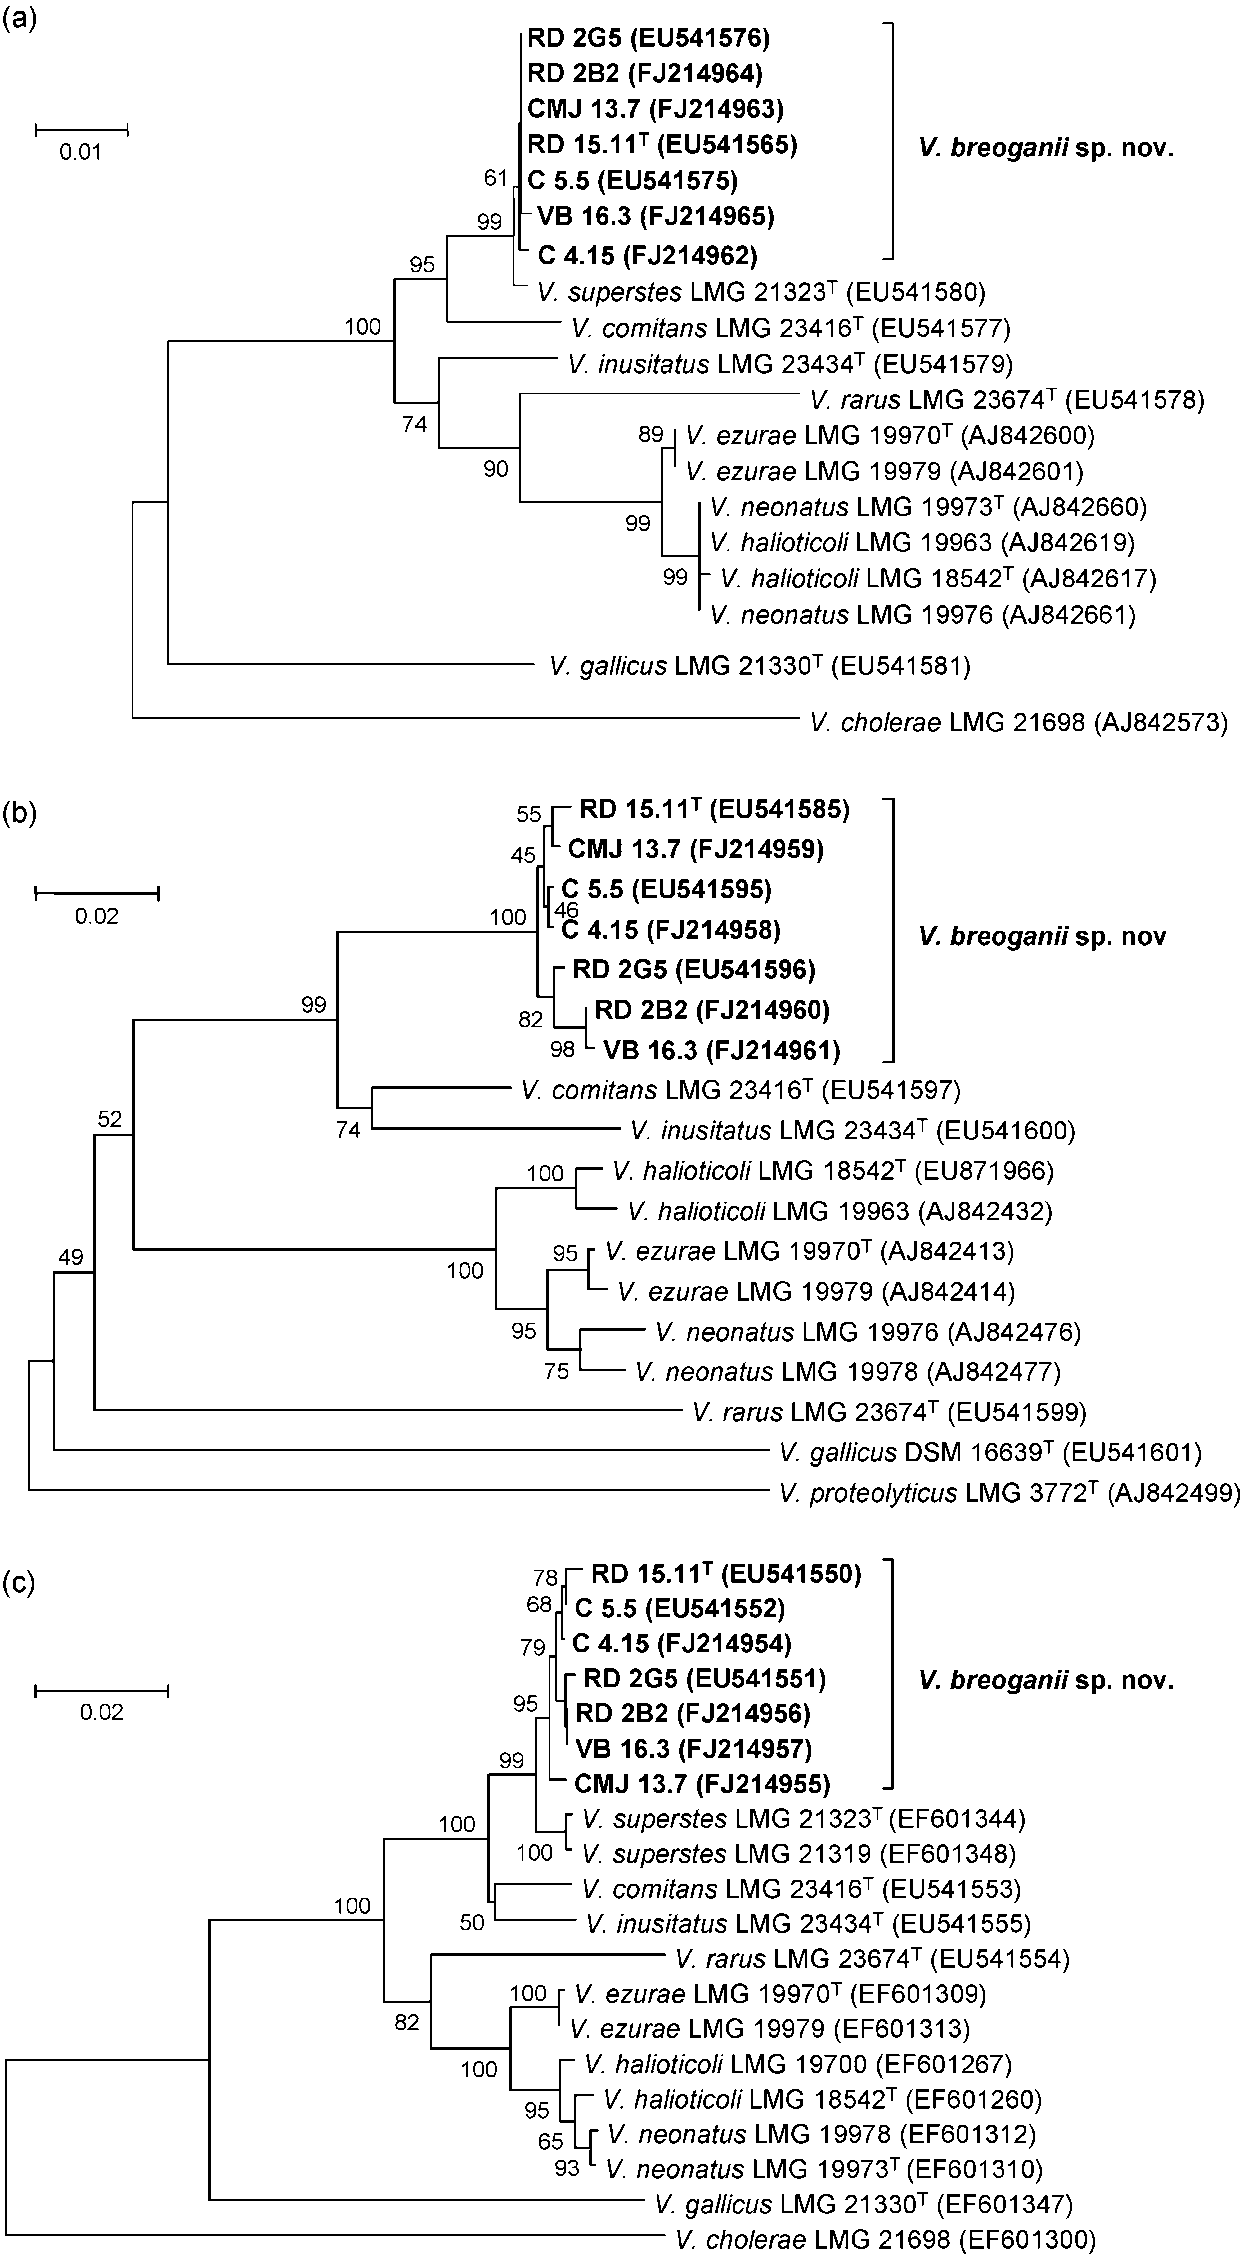 (a)
RD 2G5 (EU541576)
RD 2B2 (FJ214964)
0.01
CMJ 13.7 (FJ214963)
RD 15.11ᵀ (EU541565)
V. breoganii sp. nov.
61
C 5.5 (EU541575)
99
VB 16.3 (FJ214965)
C 4.15 (FJ214962)
95
V. superstes LMG 21323ᵀ (EU541580)
100
V. comitans LMG 23416ᵀ (EU541577)
V. inusitatus LMG 23434ᵀ (EU541579)
V. rarus LMG 23674ᵀ (EU541578)
74
89
V. ezurae LMG 19970ᵀ (AJ842600)
90
V. ezurae LMG 19979 (AJ842601)
V. neonatus LMG 19973ᵀ (AJ842660)
99
V. halioticoli LMG 19963 (AJ842619)
99
V. halioticoli LMG 18542ᵀ (AJ842617)
V. neonatus LMG 19976 (AJ842661)
V. gallicus LMG 21330ᵀ (EU541581)
V. cholerae LMG 21698 (AJ842573)
(b)
55
RD 15.11ᵀ (EU541585)
45
CMJ 13.7 (FJ214959)
0.02
C 5.5 (EU541595)
46
100
C 4.15 (FJ214958)
V. breoganii sp. nov
RD 2G5 (EU541596)
99
82
RD 2B2 (FJ214960)
98
VB 16.3 (FJ214961)
V. comitans LMG 23416ᵀ (EU541597)
52
74
V. inusitatus LMG 23434ᵀ (EU541600)
100
V. halioticoli LMG 18542ᵀ (EU871966)
V. halioticoli LMG 19963 (AJ842432)
49
95
V. ezurae LMG 19970ᵀ (AJ842413)
100
V. ezurae LMG 19979 (AJ842414)
95
V. neonatus LMG 19976 (AJ842476)
75
V. neonatus LMG 19978 (AJ842477)
V. rarus LMG 23674ᵀ (EU541599)
V. gallicus DSM 16639ᵀ (EU541601)
V. proteolyticus LMG 3772ᵀ (AJ842499)
(c)
78
RD 15.11ᵀ (EU541550)
68
C 5.5 (EU541552)
79
C 4.15 (FJ214954)
RD 2G5 (EU541551)
V. breoganii sp. nov.
0.02
95
RD 2B2 (FJ214956)
VB 16.3 (FJ214957)
99
CMJ 13.7 (FJ214955)
100
V. superstes LMG 21323ᵀ (EF601344)
100
V. superstes LMG 21319 (EF601348)
V. comitans LMG 23416ᵀ (EU541553)
100
50
V. inusitatus LMG 23434ᵀ (EU541555)
V. rarus LMG 23674ᵀ (EU541554)
100
V. ezurae LMG 19970ᵀ (EF601309)
82
V. ezurae LMG 19979 (EF601313)
100
V. halioticoli LMG 19700 (EF601267)
95
V. halioticoli LMG 18542ᵀ (EF601260)
65
V. neonatus LMG 19978 (EF601312)
93
V. neonatus LMG 19973ᵀ (EF601310)
V. gallicus LMG 21330ᵀ (EF601347)
V. cholerae LMG 21698 (EF601300)